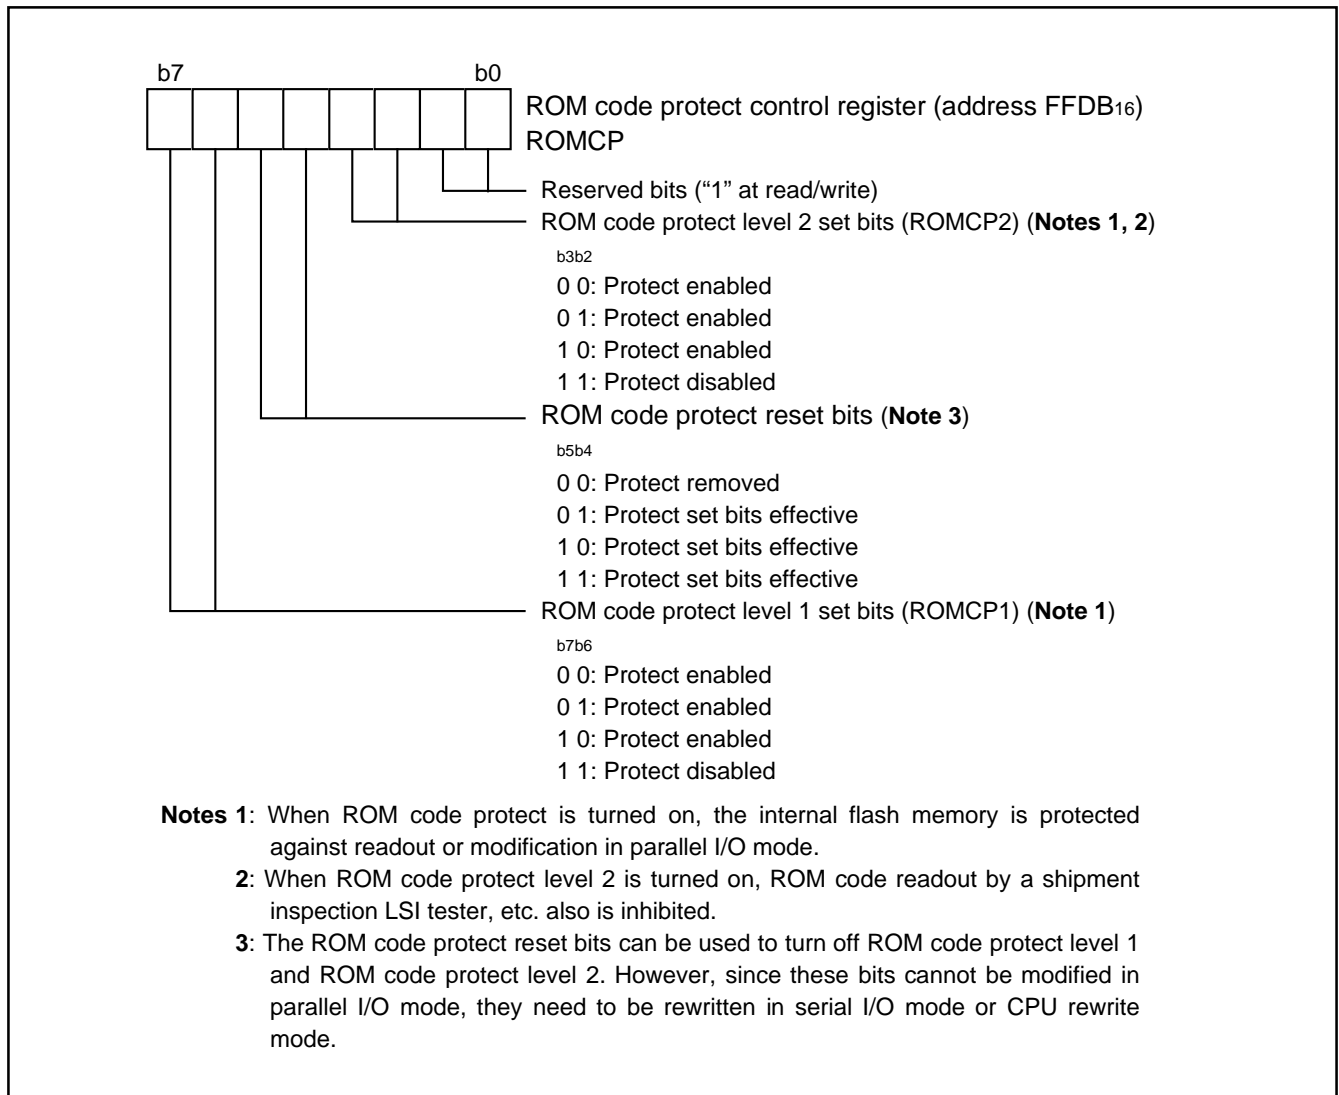 b7 b0
ROM code protect control register (address FFDB16)
ROMCP
Reserved bits (“1” at read/write)
ROM code protect level 2 set bits (ROMCP2) (Notes 1, 2)
b3b2
0 0: Protect enabled
0 1: Protect enabled
1 0: Protect enabled
1 1: Protect disabled
ROM code protect reset bits (Note 3)
b5b4
0 0: Protect removed
0 1: Protect set bits effective
1 0: Protect set bits effective
1 1: Protect set bits effective
ROM code protect level 1 set bits (ROMCP1) (Note 1)
b7b6
0 0: Protect enabled
0 1: Protect enabled
1 0: Protect enabled
1 1: Protect disabled
Notes 1: When ROM code protect is turned on, the internal flash memory is protected
against readout or modification in parallel I/O mode.
2: When ROM code protect level 2 is turned on, ROM code readout by a shipment
inspection LSI tester, etc. also is inhibited.
3: The ROM code protect reset bits can be used to turn off ROM code protect level 1
and ROM code protect level 2. However, since these bits cannot be modified in
parallel I/O mode, they need to be rewritten in serial I/O mode or CPU rewrite
mode.